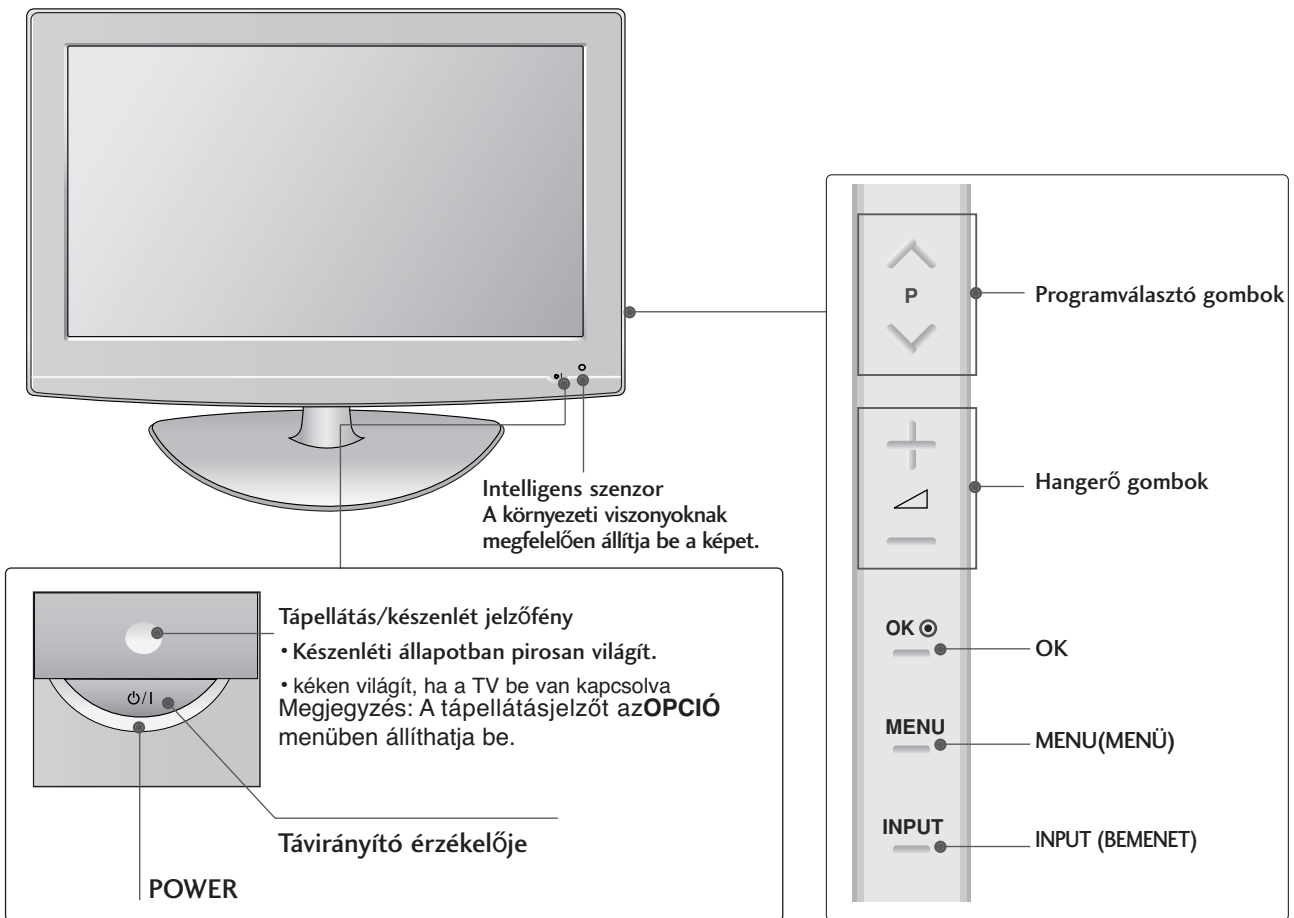 Intelligens szenzor
A környezeti viszonyoknak
megfelelően állítja be a képet.
Tápellátás/készenlét jelzőfény
• Készenléti állapotban pirosan világít.
• kéken világít, ha a TV be van kapcsolva
Megjegyzés: A tápellátásjelzőt azOPCIÓ
menüben állíthatja be.
⏻/I
Távirányító érzékelője
POWER
P
Programválasztó gombok
Hangerő gombok
OK
OK
MENU
MENU(MENÜ)
INPUT
INPUT (BEMENET)